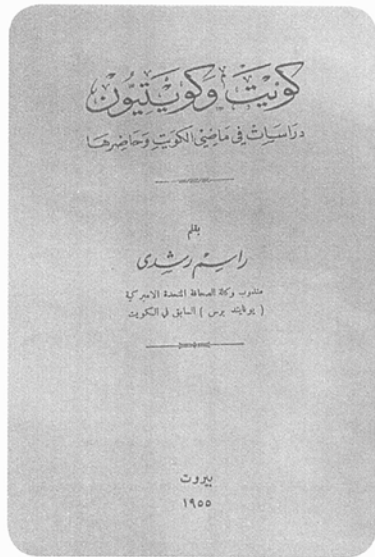 كويت وكويتيون
دراسات في ماضي الكويت وحاضرها
بقلم
راسم رشدي
مندوب وكالة الصحافة المتحدة الاميركية
( يونايتد برس ) السابق في الكويت
بيروت
١٩٥٥